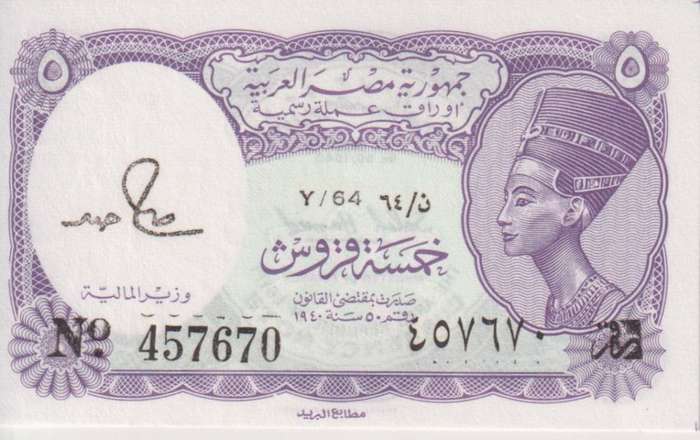 ٥ ٥
جمهورية مصر العربية
اوراق عملة رسمية
Y/64 ٦٤/ن
خمسة قروش
وزير المالية
صدرت بمقتضى القانون
رقم ٥٠ سنة ١٩٤٠
Nº 457670 ٤٥٧٦٧٠
مطابع البريد